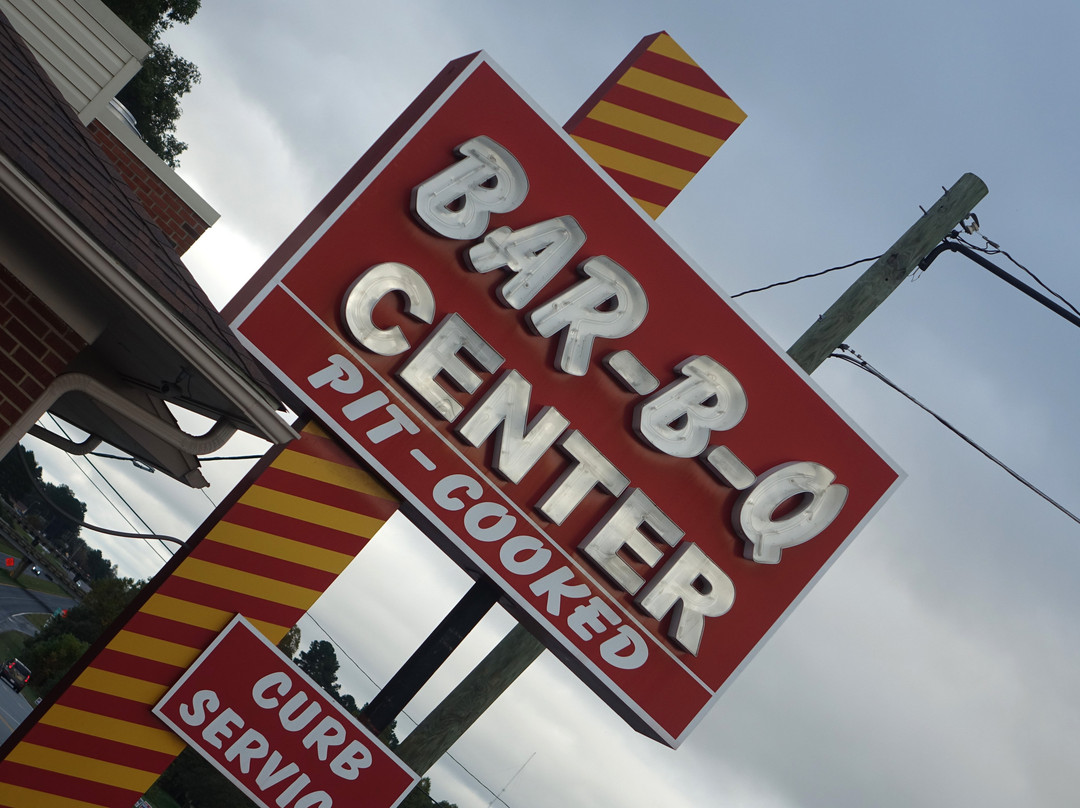 BAR-B-Q
CENTER
PIT-COOKED
CURB